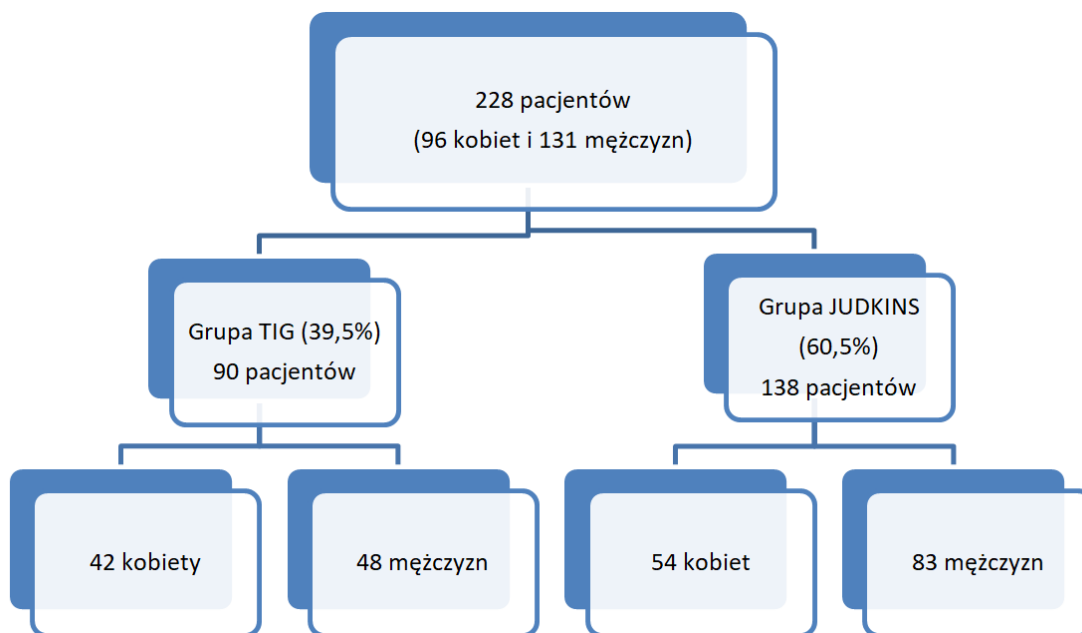 228 pacjentów
(96 kobiet i 131 mężczyzn)
Grupa TIG (39,5%)
90 pacjentów
Grupa JUDKINS
(60,5%)
138 pacjentów
42 kobiety
48 mężczyzn
54 kobiet
83 mężczyzn